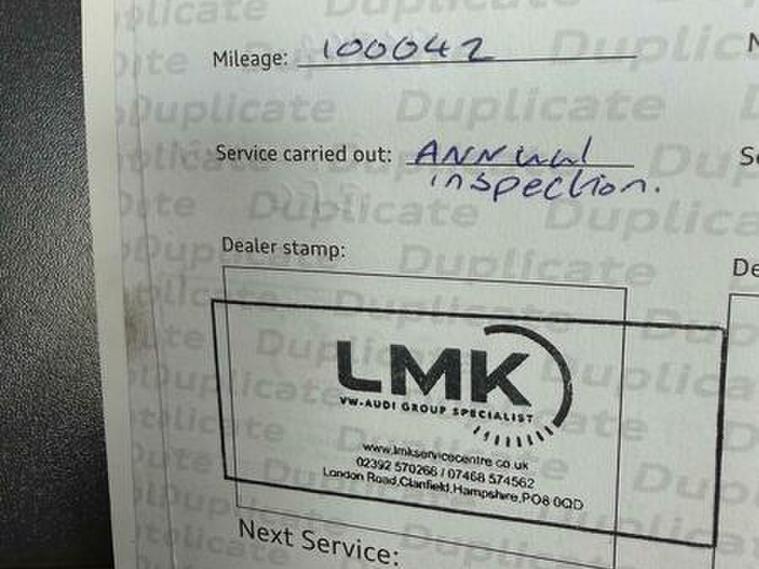 Mileage: 100042
Service carried out: ANNUAL
inspection.
Dealer stamp:
LMK
VW-AUDI GROUP SPECIALIST
www.lmkservicecentre.co.uk
02392 570266 / 07468 574562
London Road,Clanfield,Hampshire,PO8 0QD
Next Service:
Duplicate